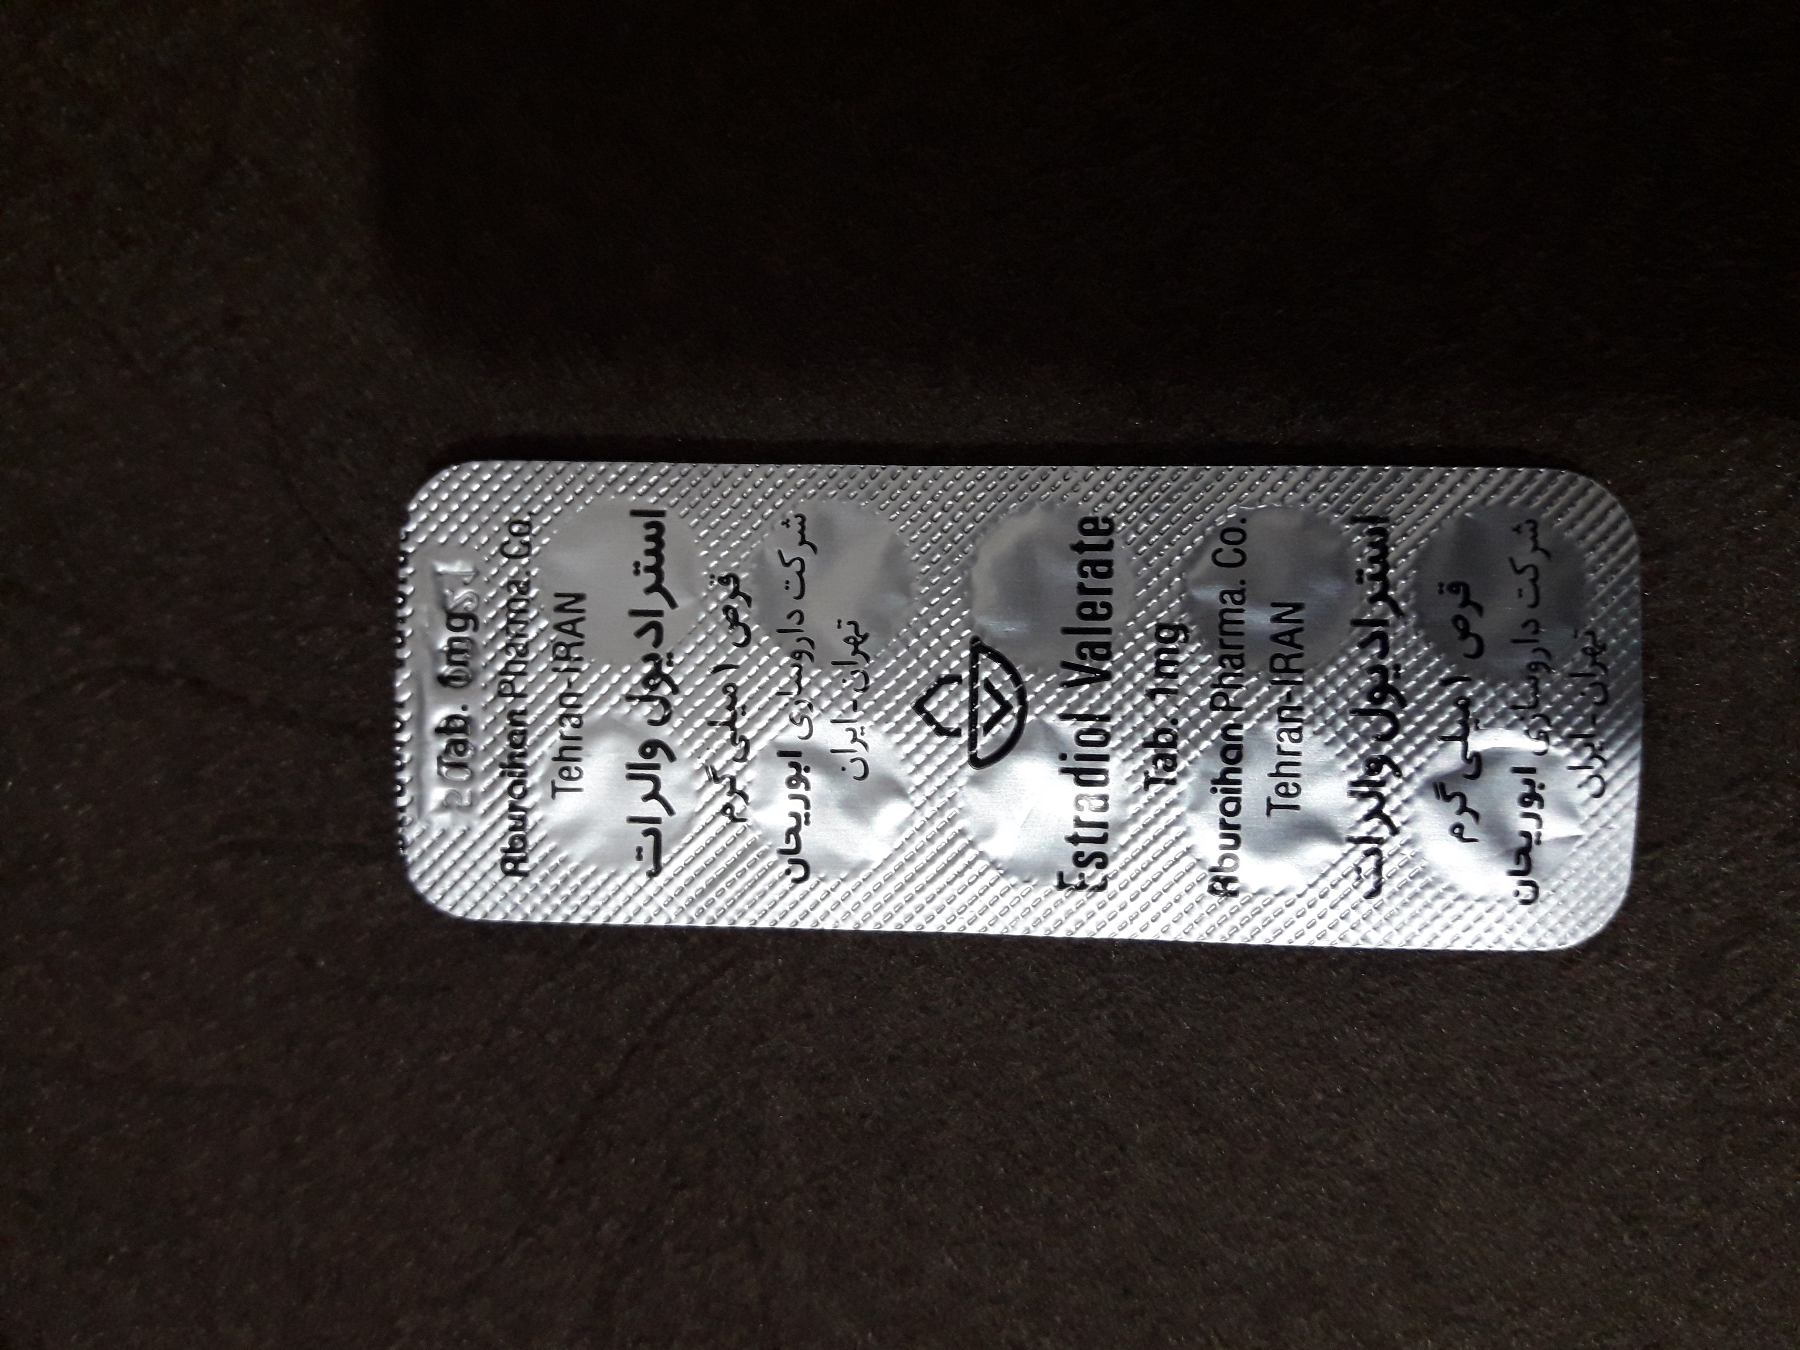 Tab. 1mg
Aburaihan Pharma. Co.
Tehran-IRAN
استرادیول والرات
قرص ۱ میلی گرم
شرکت داروسازی ابوریحان
تهران-ایران
Estradiol Valerate
Tab. 1mg
Aburaihan Pharma. Co.
Tehran-IRAN
استرادیول والرات
قرص ۱ میلی گرم
شرکت داروسازی ابوریحان
تهران-ایران